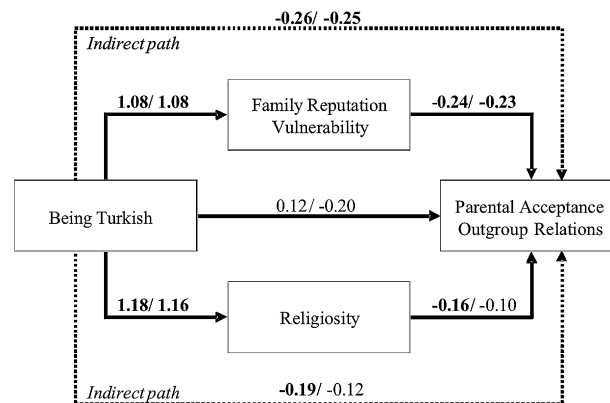 -0.26/ -0.25
Indirect path
1.08/ 1.08
Family Reputation
Vulnerability
-0.24/ -0.23
Being Turkish
0.12/ -0.20
Parental Acceptance
Outgroup Relations
1.18/ 1.16
Religiosity
-0.16/ -0.10
Indirect path
-0.19/ -0.12